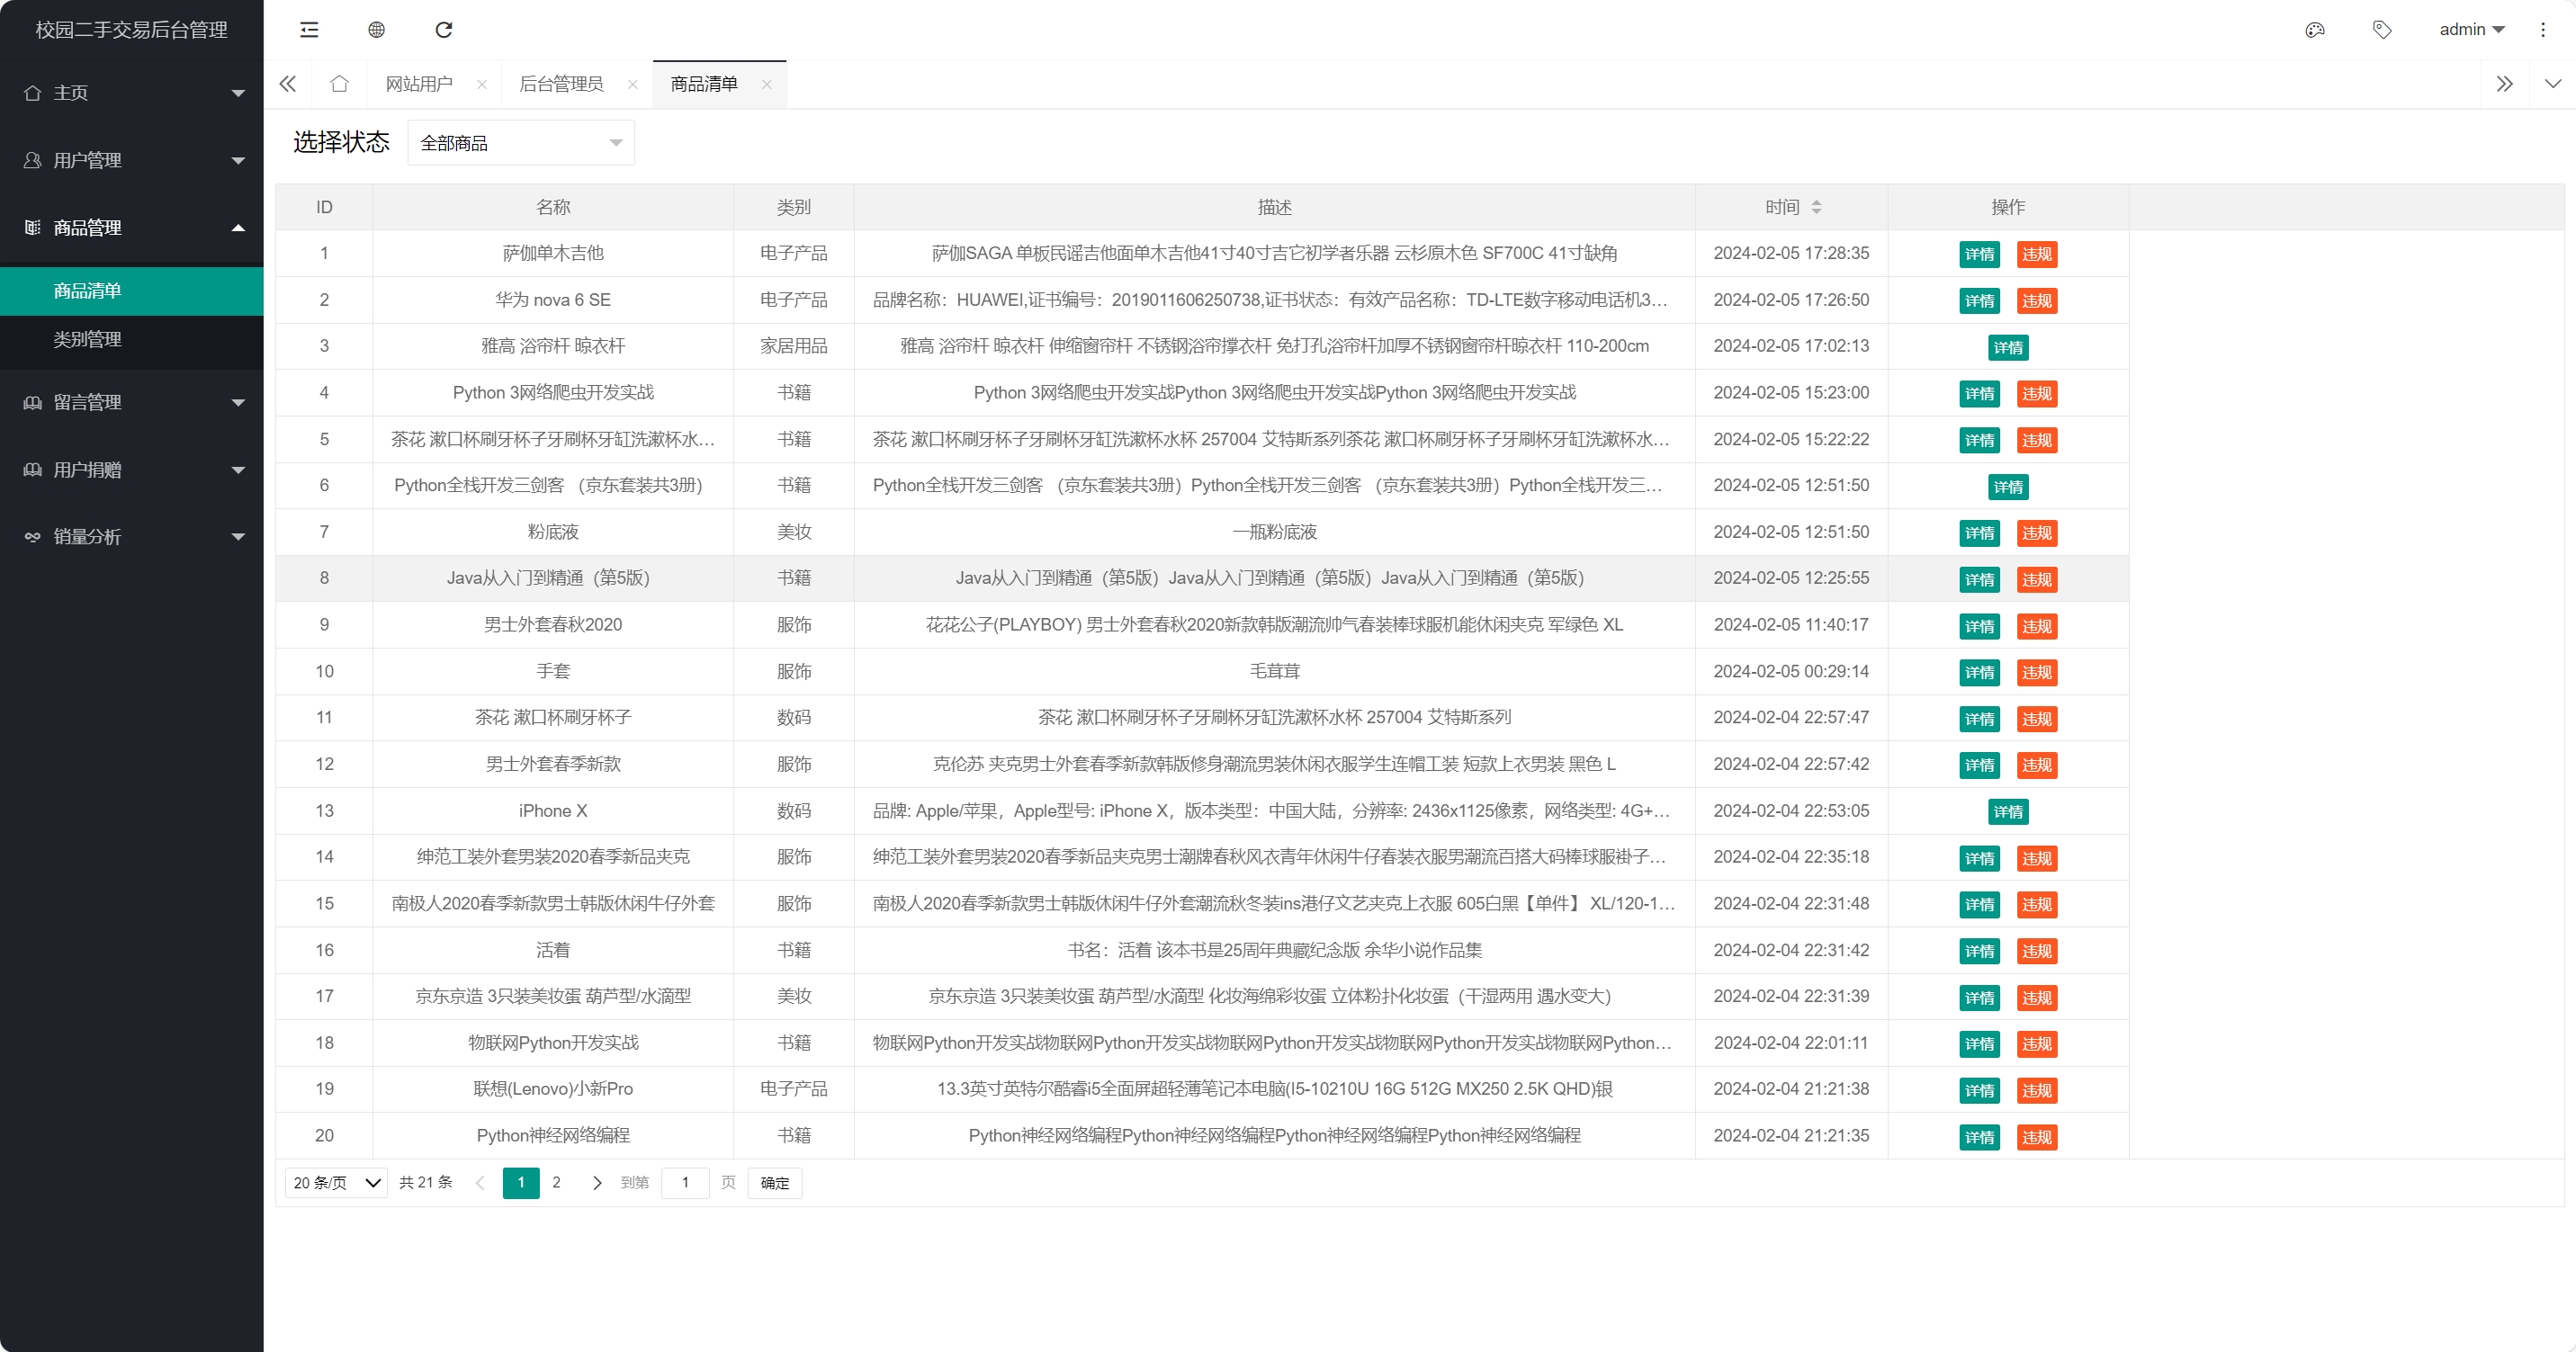 校园二手交易后台管理
主页
用户管理
商品管理
商品清单
类别管理
留言管理
用户捐赠
销量分析
admin
网站用户 后台管理员 商品清单
选择状态 全部商品
ID 名称 类别 描述 时间 操作
1 萨伽单木吉他 电子产品 萨伽SAGA 单板民谣吉他面单木吉他41寸40寸吉它初学者乐器 云杉原木色 SF700C 41寸缺角 2024-02-05 17:28:35 详情 违规
2 华为 nova 6 SE 电子产品 品牌名称：HUAWEI,证书编号：2019011606250738,证书状态：有效产品名称：TD-LTE数字移动电话机3... 2024-02-05 17:26:50 详情 违规
3 雅高 浴帘杆 晾衣杆 家居用品 雅高 浴帘杆 晾衣杆 伸缩窗帘杆 不锈钢浴帘撑衣杆 免打孔浴帘杆加厚不锈钢窗帘杆晾衣杆 110-200cm 2024-02-05 17:02:13 详情
4 Python 3网络爬虫开发实战 书籍 Python 3网络爬虫开发实战Python 3网络爬虫开发实战Python 3网络爬虫开发实战 2024-02-05 15:23:00 详情 违规
5 茶花 漱口杯刷牙杯子牙刷杯牙缸洗漱杯水... 书籍 茶花 漱口杯刷牙杯子牙刷杯牙缸洗漱杯水杯 257004 艾特斯系列茶花 漱口杯刷牙杯子牙刷杯牙缸洗漱杯水... 2024-02-05 15:22:22 详情 违规
6 Python全栈开发三剑客 （京东套装共3册） 书籍 Python全栈开发三剑客 （京东套装共3册）Python全栈开发三剑客 （京东套装共3册）Python全栈开发三... 2024-02-05 12:51:50 详情
7 粉底液 美妆 一瓶粉底液 2024-02-05 12:51:50 详情 违规
8 Java从入门到精通（第5版） 书籍 Java从入门到精通（第5版）Java从入门到精通（第5版）Java从入门到精通（第5版） 2024-02-05 12:25:55 详情 违规
9 男士外套春秋2020 服饰 花花公子(PLAYBOY) 男士外套春秋2020新款韩版潮流帅气春装棒球服机能休闲夹克 军绿色 XL 2024-02-05 11:40:17 详情 违规
10 手套 服饰 毛茸茸 2024-02-05 00:29:14 详情 违规
11 茶花 漱口杯刷牙杯子 数码 茶花 漱口杯刷牙杯子牙刷杯牙缸洗漱杯水杯 257004 艾特斯系列 2024-02-04 22:57:47 详情 违规
12 男士外套春季新款 服饰 克伦苏 夹克男士外套春季新款韩版修身潮流男装休闲衣服学生连帽工装 短款上衣男装 黑色 L 2024-02-04 22:57:42 详情 违规
13 iPhone X 数码 品牌: Apple/苹果，Apple型号: iPhone X，版本类型：中国大陆，分辨率: 2436x1125像素，网络类型: 4G+... 2024-02-04 22:53:05 详情
14 绅范工装外套男装2020春季新品夹克 服饰 绅范工装外套男装2020春季新品夹克男士潮牌春秋风衣青年休闲牛仔春装衣服男潮流百搭大码棒球服褂子... 2024-02-04 22:35:18 详情 违规
15 南极人2020春季新款男士韩版休闲牛仔外套 服饰 南极人2020春季新款男士韩版休闲牛仔外套潮流秋冬装ins港仔文艺夹克上衣服 605白黑【单件】 XL/120-1... 2024-02-04 22:31:48 详情 违规
16 活着 书籍 书名：活着 该本书是25周年典藏纪念版 余华小说作品集 2024-02-04 22:31:42 详情 违规
17 京东京造 3只装美妆蛋 葫芦型/水滴型 美妆 京东京造 3只装美妆蛋 葫芦型/水滴型 化妆海绵彩妆蛋 立体粉扑化妆蛋（干湿两用 遇水变大） 2024-02-04 22:31:39 详情 违规
18 物联网Python开发实战 书籍 物联网Python开发实战物联网Python开发实战物联网Python开发实战物联网Python开发实战物联网Python... 2024-02-04 22:01:11 详情 违规
19 联想(Lenovo)小新Pro 电子产品 13.3英寸英特尔酷睿i5全面屏超轻薄笔记本电脑(I5-10210U 16G 512G MX250 2.5K QHD)银 2024-02-04 21:21:38 详情 违规
20 Python神经网络编程 书籍 Python神经网络编程Python神经网络编程Python神经网络编程Python神经网络编程 2024-02-04 21:21:35 详情 违规
20 条/页 共 21 条 1 2 到第 1 页 确定